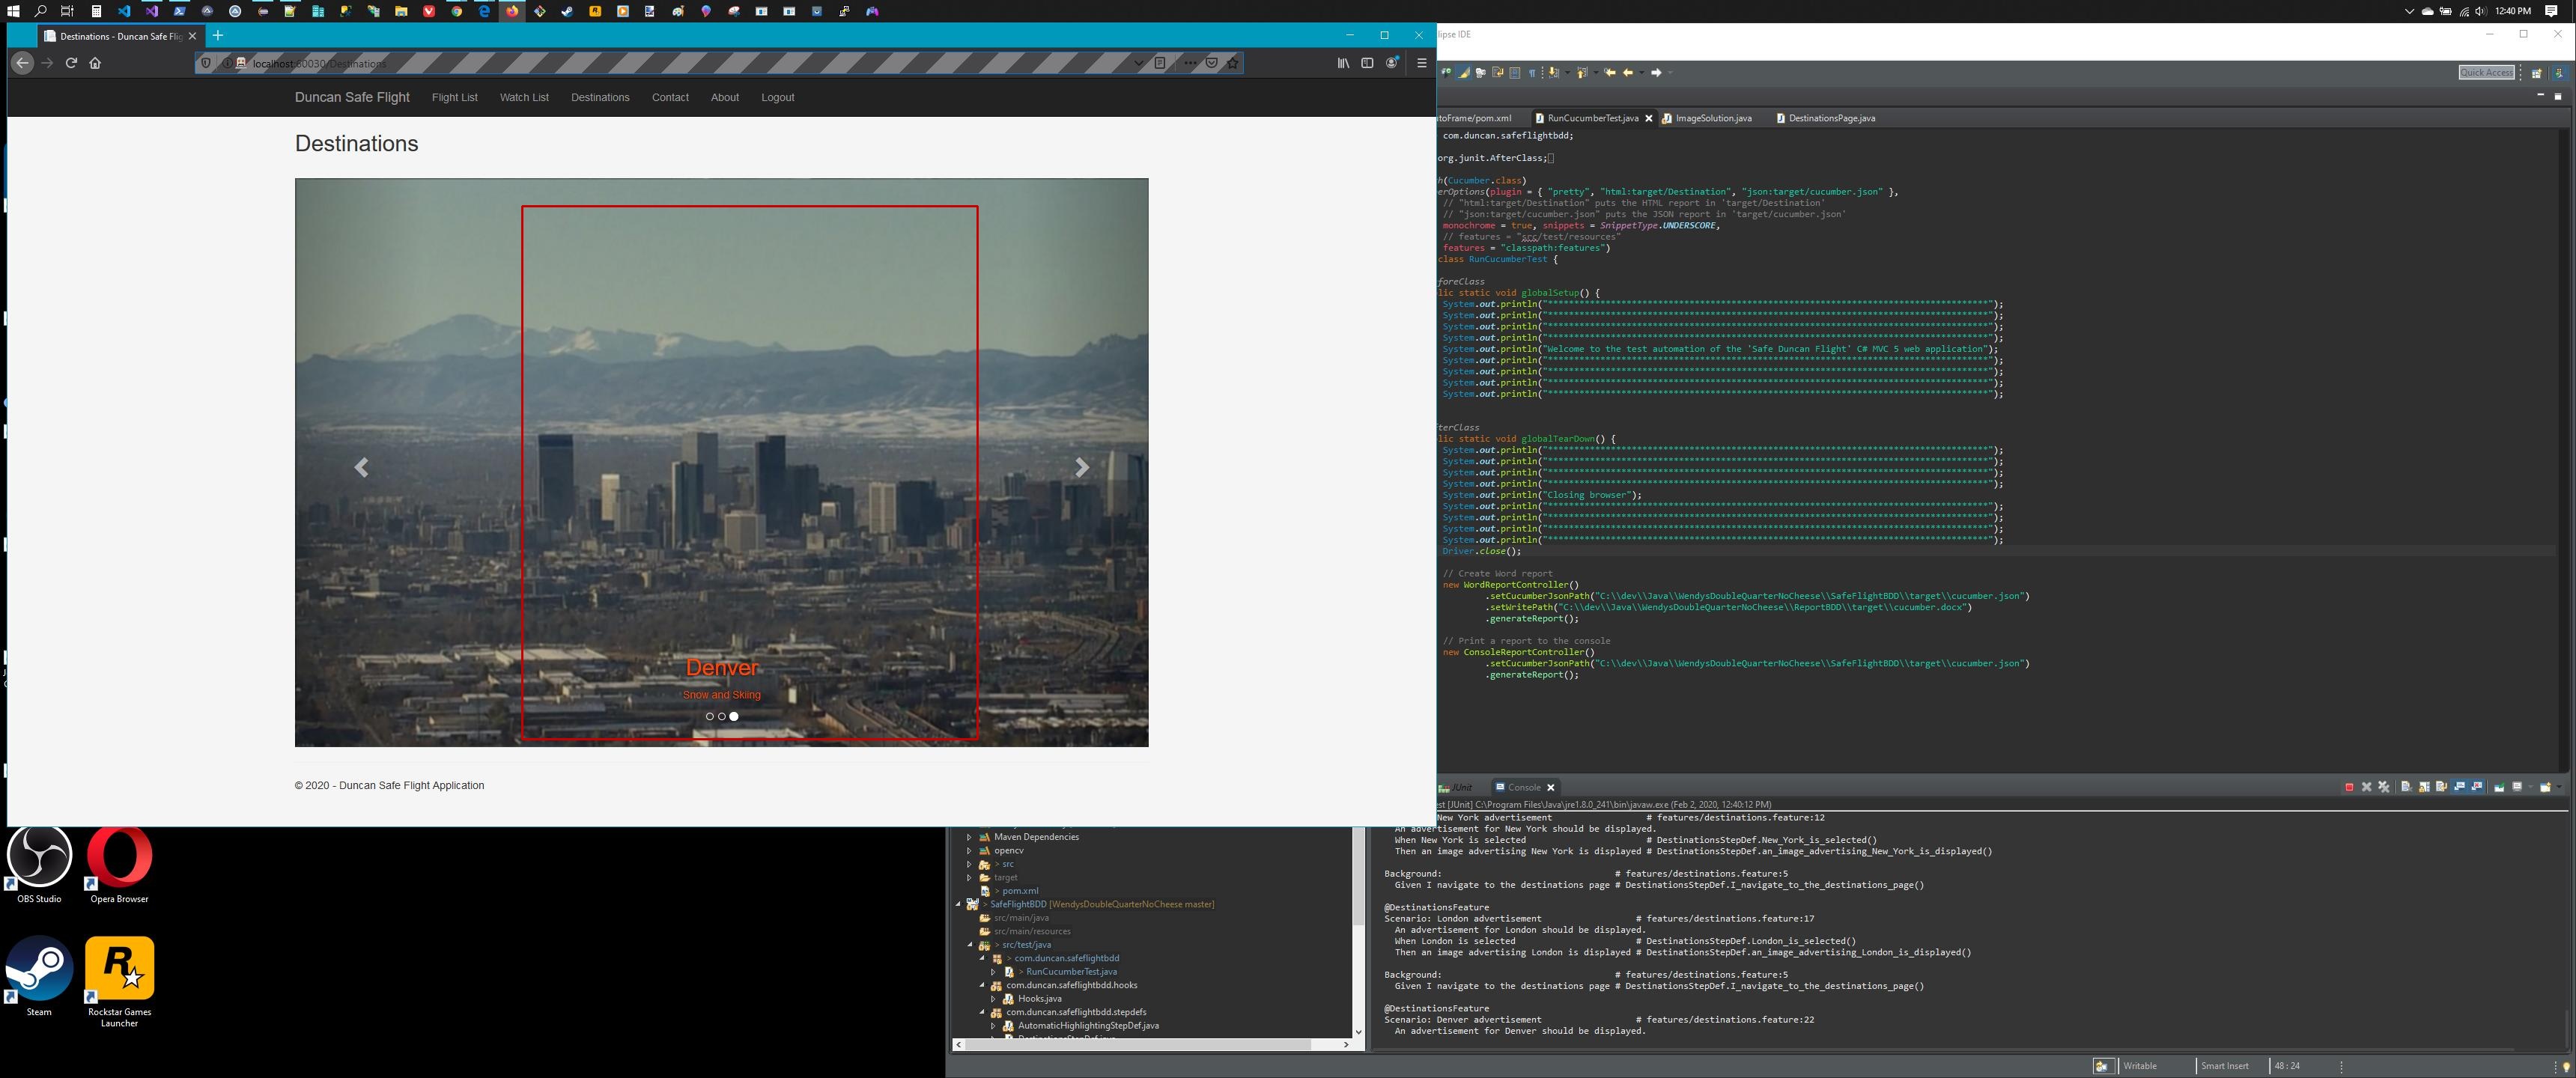 12:40 PM
Destinations - Duncan Safe Flig
localhost:60030/Destinations
Duncan Safe Flight
Flight List
Watch List
Destinations
Contact
About
Logout
Destinations
Denver
Snow and Skiing
© 2020 - Duncan Safe Flight Application
OBS Studio
Opera Browser
Steam
Rockstar Games
Launcher
lipse IDE
Quick Access
utoFrame/pom.xml
RunCucumberTest.java
ImageSolution.java
DestinationsPage.java
com.duncan.safeflightbdd;
org.junit.AfterClass;
h(Cucumber.class)
erOptions(plugin = { "pretty", "html:target/Destination", "json:target/cucumber.json" },
// "html:target/Destination" puts the HTML report in 'target/Destination'
// "json:target/cucumber.json" puts the JSON report in 'target/cucumber.json'
monochrome = true, snippets = SnippetType.UNDERSCORE,
// features = "src/test/resources"
features = "classpath:features")
class RunCucumberTest {
foreClass
lic static void globalSetup() {
System.out.println("*************************************************************************************");
System.out.println("*************************************************************************************");
System.out.println("*************************************************************************************");
System.out.println("*************************************************************************************");
System.out.println("Welcome to the test automation of the 'Safe Duncan Flight' C# MVC 5 web application");
System.out.println("*************************************************************************************");
System.out.println("*************************************************************************************");
System.out.println("*************************************************************************************");
System.out.println("*************************************************************************************");
terClass
lic static void globalTearDown() {
System.out.println("*************************************************************************************");
System.out.println("*************************************************************************************");
System.out.println("*************************************************************************************");
System.out.println("*************************************************************************************");
System.out.println("Closing browser");
System.out.println("*************************************************************************************");
System.out.println("*************************************************************************************");
System.out.println("*************************************************************************************");
System.out.println("*************************************************************************************");
Driver.close();
// Create Word report
new WordReportController()
.setCucumberJsonPath("C:\\dev\\Java\\WendysDoubleQuarterNoCheese\\SafeFlightBDD\\target\\cucumber.json")
.setWritePath("C:\\dev\\Java\\WendysDoubleQuarterNoCheese\\ReportBDD\\target\\cucumber.docx")
.generateReport();
// Print a report to the console
new ConsoleReportController()
.setCucumberJsonPath("C:\\dev\\Java\\WendysDoubleQuarterNoCheese\\SafeFlightBDD\\target\\cucumber.json")
.generateReport();
Maven Dependencies
opencv
> src
target
> pom.xml
> SafeFlightBDD [WendysDoubleQuarterNoCheese master]
src/main/java
src/main/resources
> src/test/java
> com.duncan.safeflightbdd
> RunCucumberTest.java
com.duncan.safeflightbdd.hooks
Hooks.java
com.duncan.safeflightbdd.stepdefs
AutomaticHighlightingStepDef.java
JUnit
Console
est [JUnit] C:\Program Files\Java\jre1.8.0_241\bin\javaw.exe (Feb 2, 2020, 12:40:12 PM)
New York advertisement # features/destinations.feature:12
An advertisement for New York should be displayed.
When New York is selected # DestinationsStepDef.New_York_is_selected()
Then an image advertising New York is displayed # DestinationsStepDef.an_image_advertising_New_York_is_displayed()
Background: # features/destinations.feature:5
Given I navigate to the destinations page # DestinationsStepDef.I_navigate_to_the_destinations_page()
@DestinationsFeature
Scenario: London advertisement # features/destinations.feature:17
An advertisement for London should be displayed.
When London is selected # DestinationsStepDef.London_is_selected()
Then an image advertising London is displayed # DestinationsStepDef.an_image_advertising_London_is_displayed()
Background: # features/destinations.feature:5
Given I navigate to the destinations page # DestinationsStepDef.I_navigate_to_the_destinations_page()
@DestinationsFeature
Scenario: Denver advertisement # features/destinations.feature:22
An advertisement for Denver should be displayed.
Writable
Smart Insert
48 : 24